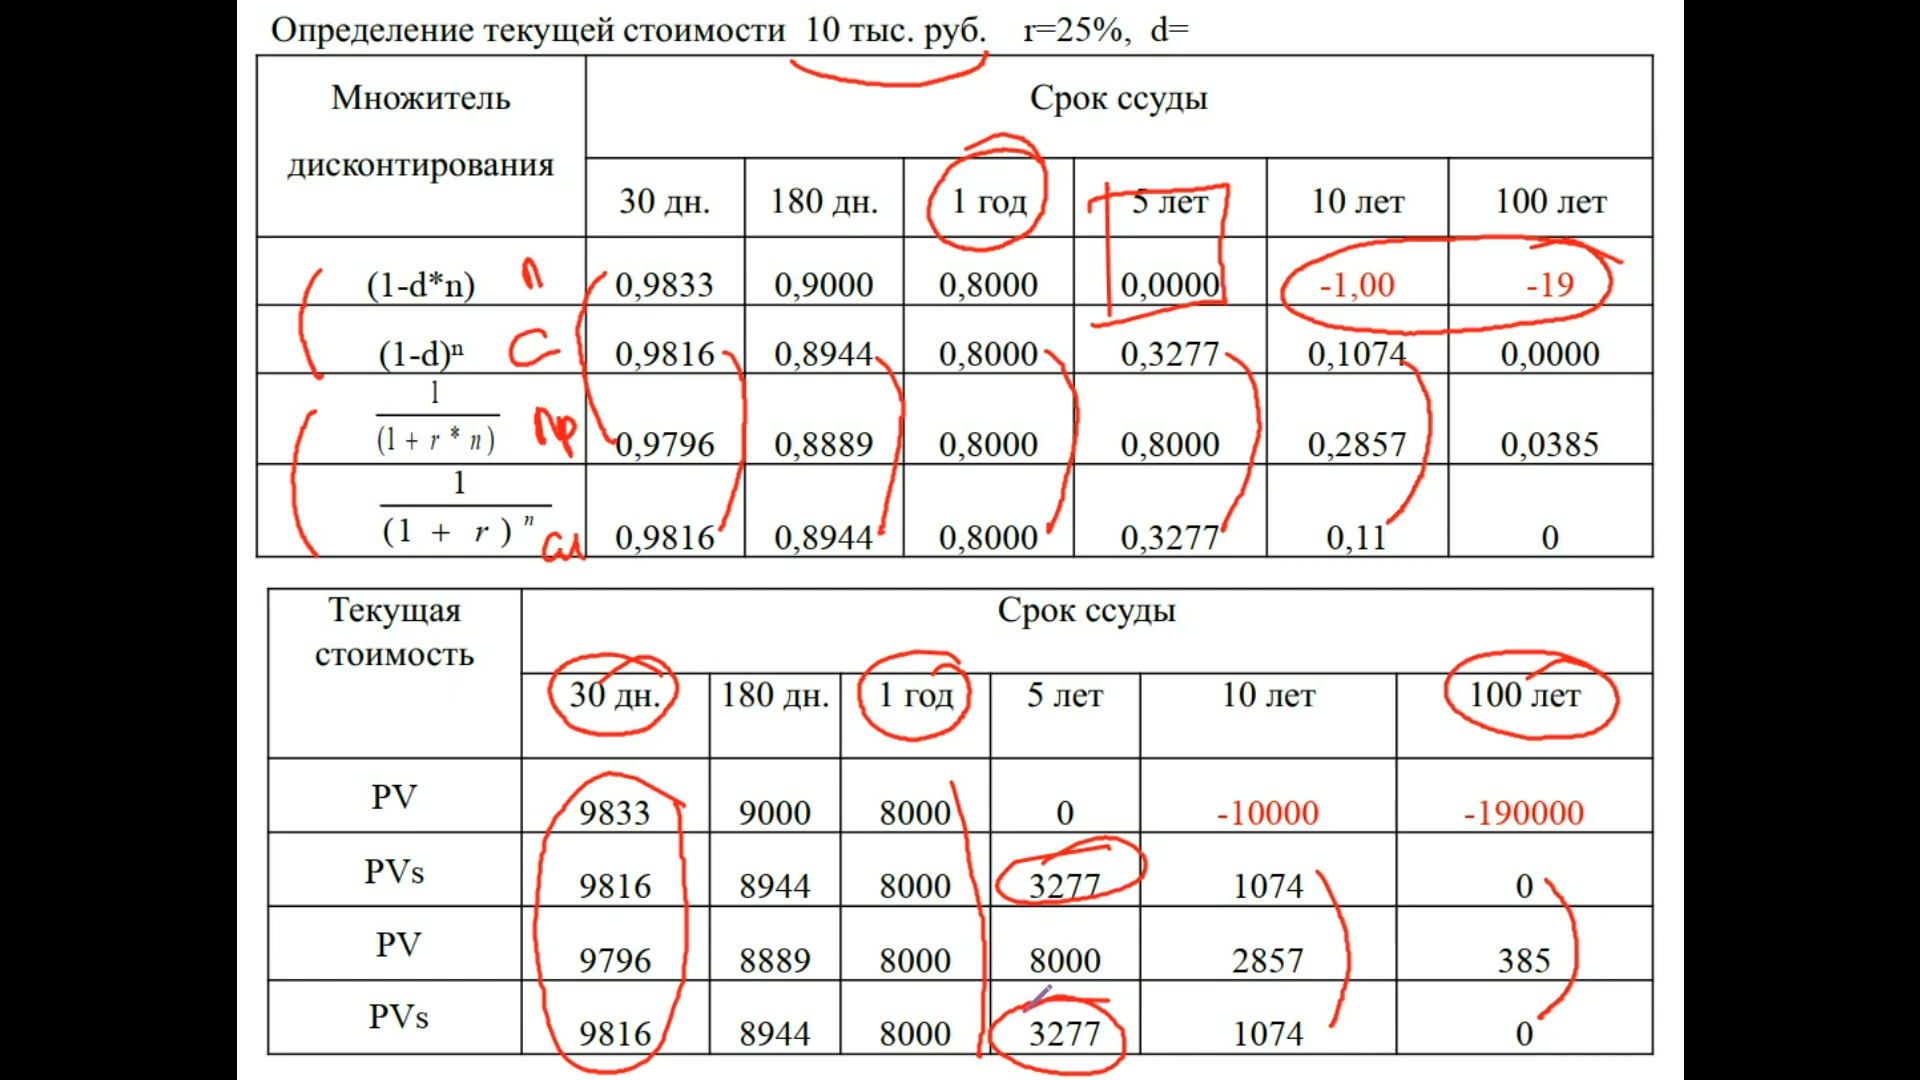 Определение текущей стоимости 10 тыс. руб. r=25%, d=
Множитель дисконтирования
Срок ссуды
30 дн. 180 дн. 1 год 5 лет 10 лет 100 лет
(1-d*n) п 0,9833 0,9000 0,8000 0,0000 -1,00 -19
(1-d)ⁿ С 0,9816 0,8944 0,8000 0,3277 0,1074 0,0000
1
(1 + r * n) пр 0,9796 0,8889 0,8000 0,8000 0,2857 0,0385
1
(1 + r)ⁿ сл 0,9816 0,8944 0,8000 0,3277 0,11 0
Текущая стоимость
Срок ссуды
30 дн. 180 дн. 1 год 5 лет 10 лет 100 лет
PV 9833 9000 8000 0 -10000 -190000
PVs 9816 8944 8000 3277 1074 0
PV 9796 8889 8000 8000 2857 385
PVs 9816 8944 8000 3277 1074 0